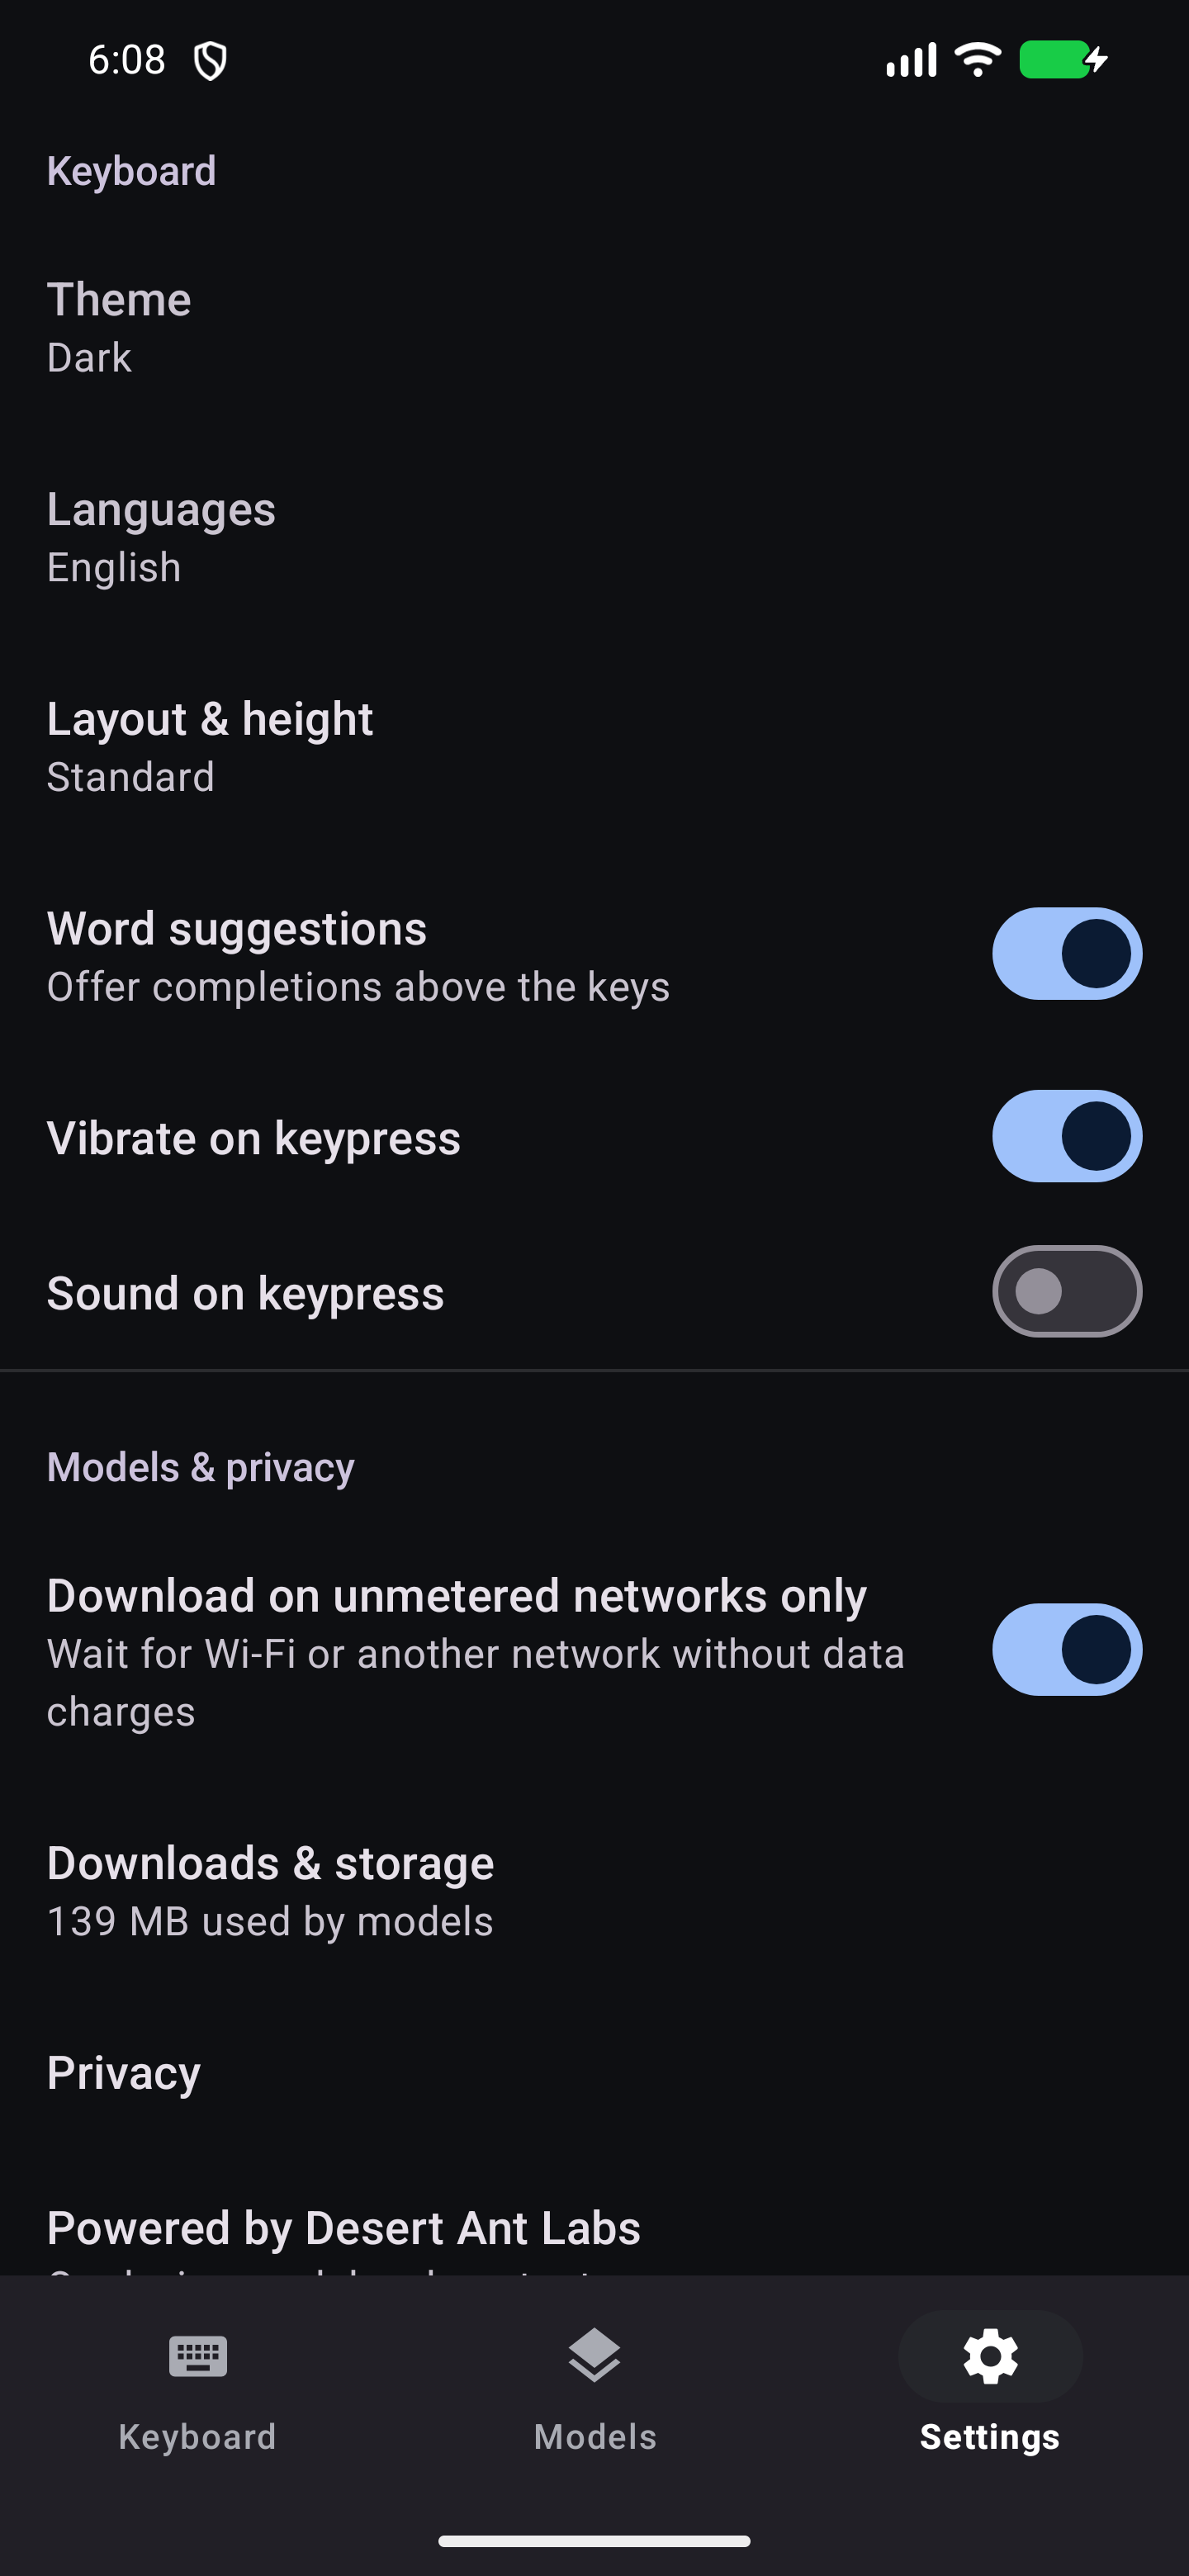 6:08
Keyboard
Theme
Dark
Languages
English
Layout & height
Standard
Word suggestions
Offer completions above the keys
Vibrate on keypress
Sound on keypress
Models & privacy
Download on unmetered networks only
Wait for Wi-Fi or another network without data
charges
Downloads & storage
139 MB used by models
Privacy
Powered by Desert Ant Labs
Keyboard
Models
Settings